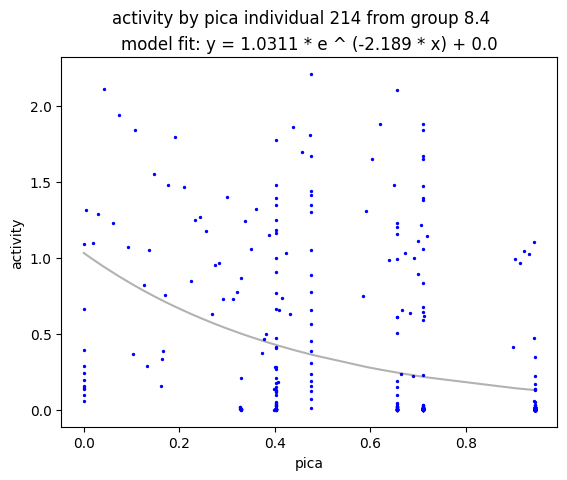 activity by pica individual 214 from group 8.4
model fit: y = 1.0311 * e ^ (-2.189 * x) + 0.0
2.0
1.5
1.0
0.5
0.0
activity
0.0 0.2 0.4 0.6 0.8
pica